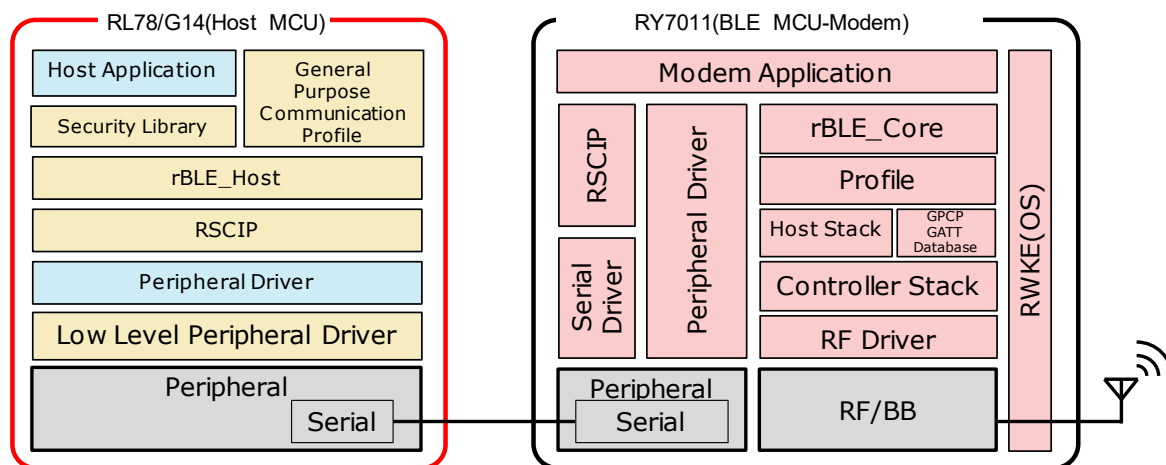 RL78/G14(Host MCU)
Host Application
General
Purpose
Communication
Profile
Security Library
rBLE_Host
RSCIP
Peripheral Driver
Low Level Peripheral Driver
Peripheral
Serial
RY7011(BLE MCU-Modem)
Modem Application
RSCIP
Serial
Driver
Peripheral Driver
rBLE_Core
Profile
Host Stack
GPCP
GATT
Database
Controller Stack
RF Driver
Peripheral
Serial
RF/BB
RWKE(OS)